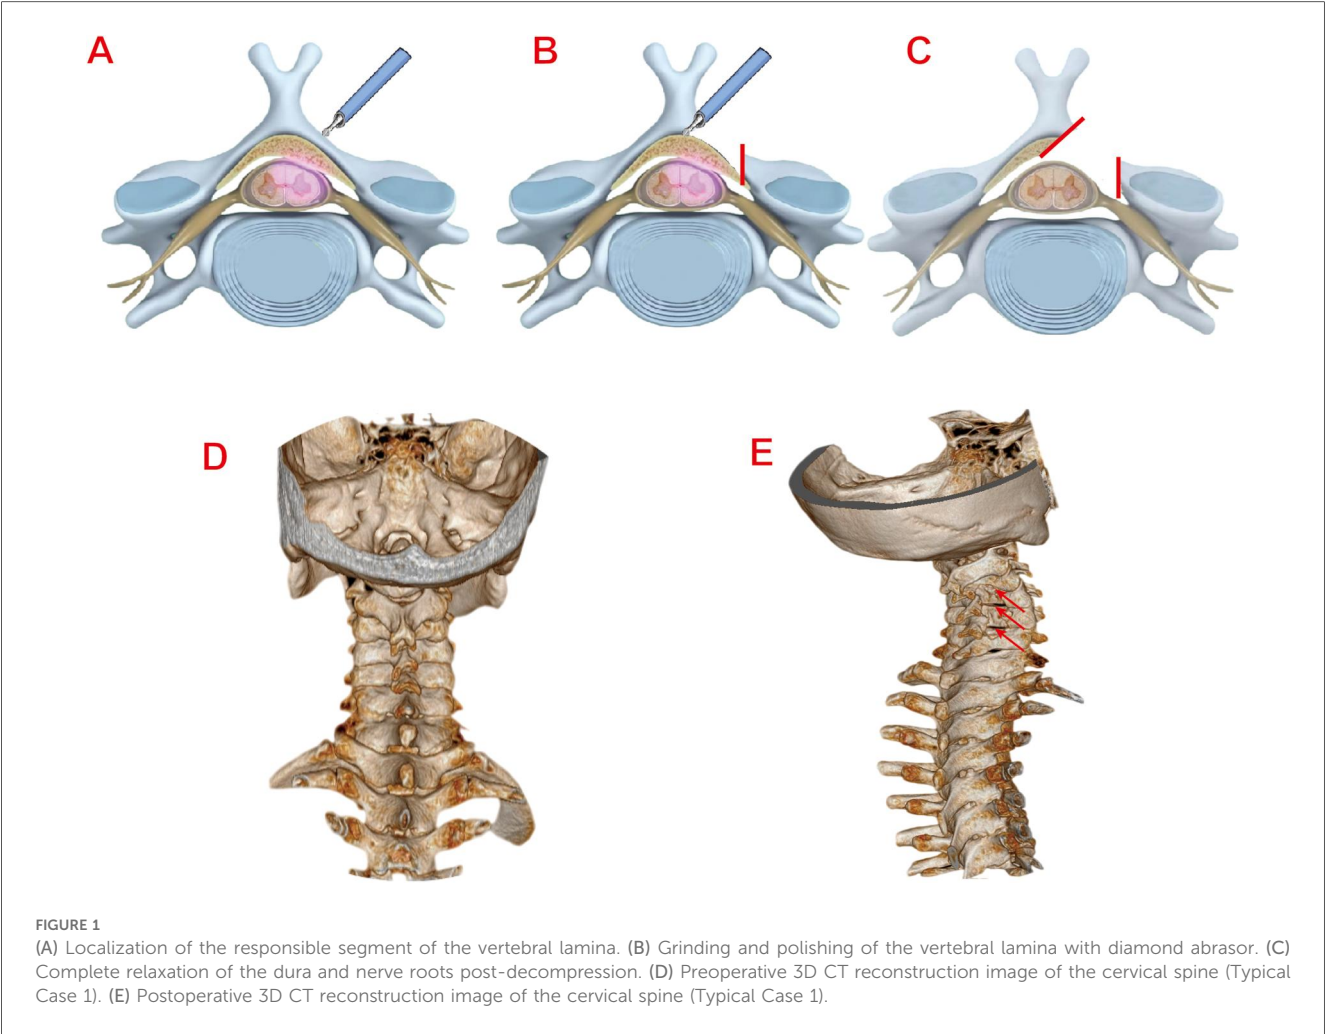 A
B
C
D
E
FIGURE 1
(A) Localization of the responsible segment of the vertebral lamina. (B) Grinding and polishing of the vertebral lamina with diamond abrasor. (C)
Complete relaxation of the dura and nerve roots post-decompression. (D) Preoperative 3D CT reconstruction image of the cervical spine (Typical
Case 1). (E) Postoperative 3D CT reconstruction image of the cervical spine (Typical Case 1).